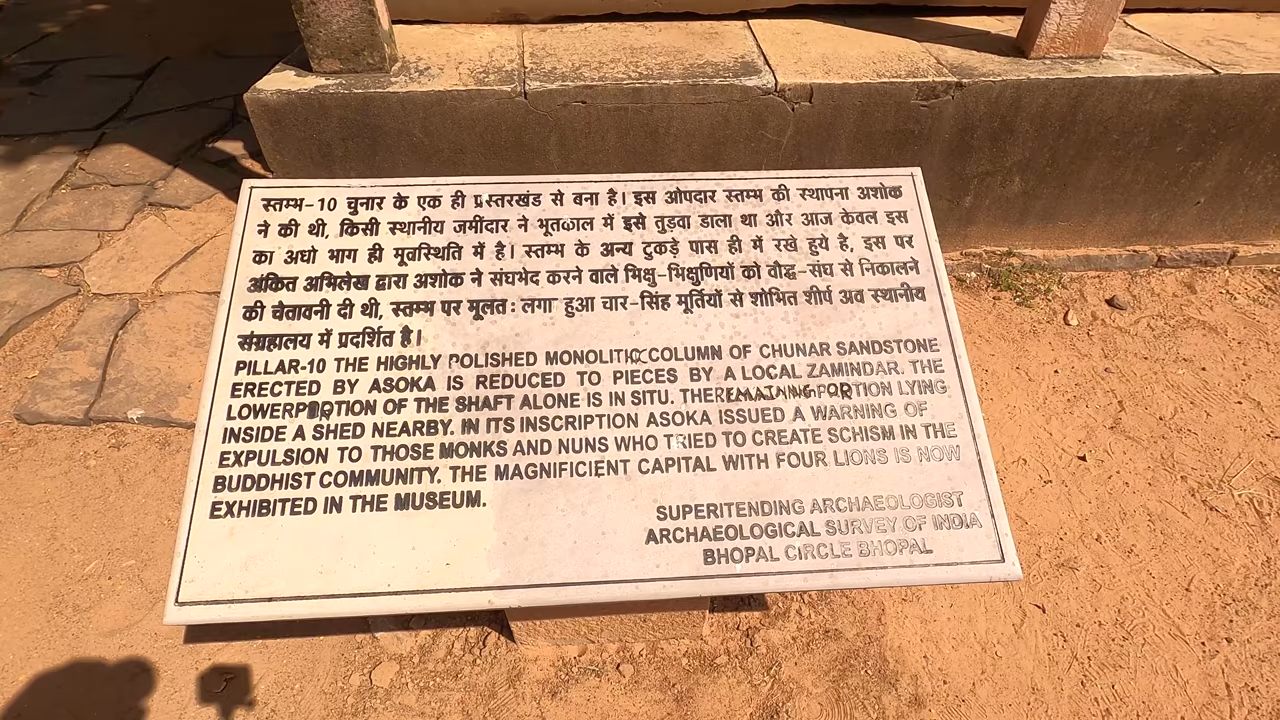 स्तम्भ-10 चुनार के एक ही प्रस्तरखंड से बना है। इस ओपदार स्तम्भ की स्थापना अशोक
ने की थी, किसी स्थानीय जमींदार ने भूतकाल में इसे तुड़वा डाला था और आज केवल इस
का अधो भाग ही मूवस्थिति में है। स्तम्भ के अन्य टुकड़े पास ही में रखे हुये है, इस पर
अंकित अभिलेख द्वारा अशोक ने संघभेद करने वाले भिक्षु-भिक्षुणियों को वौद्ध-संघ से निकालने
की चेतावनी दी थी, स्तम्भ पर मूलत: लगा हुआ चार-सिंह मूर्तियों से शोभित शीर्प अव स्थानीय
संग्रहालय में प्रदर्शित है।
PILLAR-10 THE HIGHLY POLISHED MONOLITIC COLUMN OF CHUNAR SANDSTONE
ERECTED BY ASOKA IS REDUCED TO PIECES BY A LOCAL ZAMINDAR. THE
LOWERPORTION OF THE SHAFT ALONE IS IN SITU. THEREMAINING PORTION LYING
INSIDE A SHED NEARBY. IN ITS INSCRIPTION ASOKA ISSUED A WARNING OF
EXPULSION TO THOSE MONKS AND NUNS WHO TRIED TO CREATE SCHISM IN THE
BUDDHIST COMMUNITY. THE MAGNIFICIENT CAPITAL WITH FOUR LIONS IS NOW
EXHIBITED IN THE MUSEUM.
SUPERITENDING ARCHAEOLOGIST
ARCHAEOLOGICAL SURVEY OF INDIA
BHOPAL CIRCLE BHOPAL